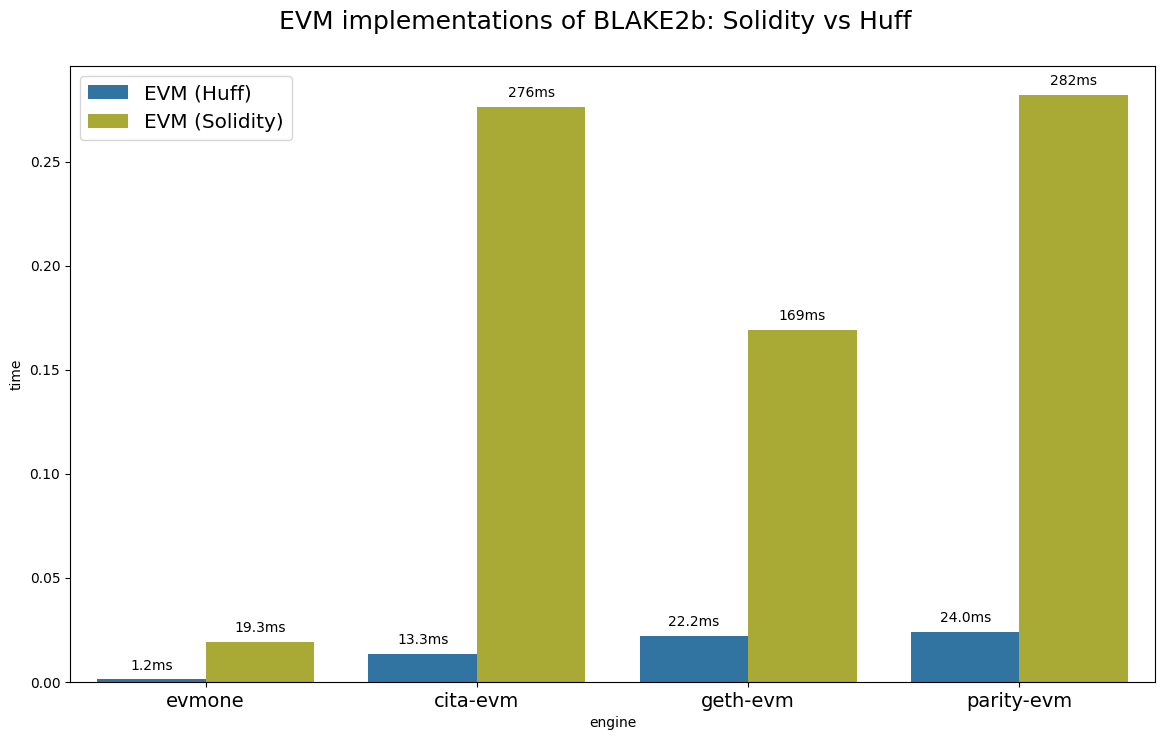 EVM implementations of BLAKE2b: Solidity vs Huff
EVM (Huff)
EVM (Solidity)
276ms
282ms
169ms
19.3ms
1.2ms
13.3ms
22.2ms
24.0ms
time
0.25
0.20
0.15
0.10
0.05
0.00
evmone cita-evm geth-evm parity-evm
engine